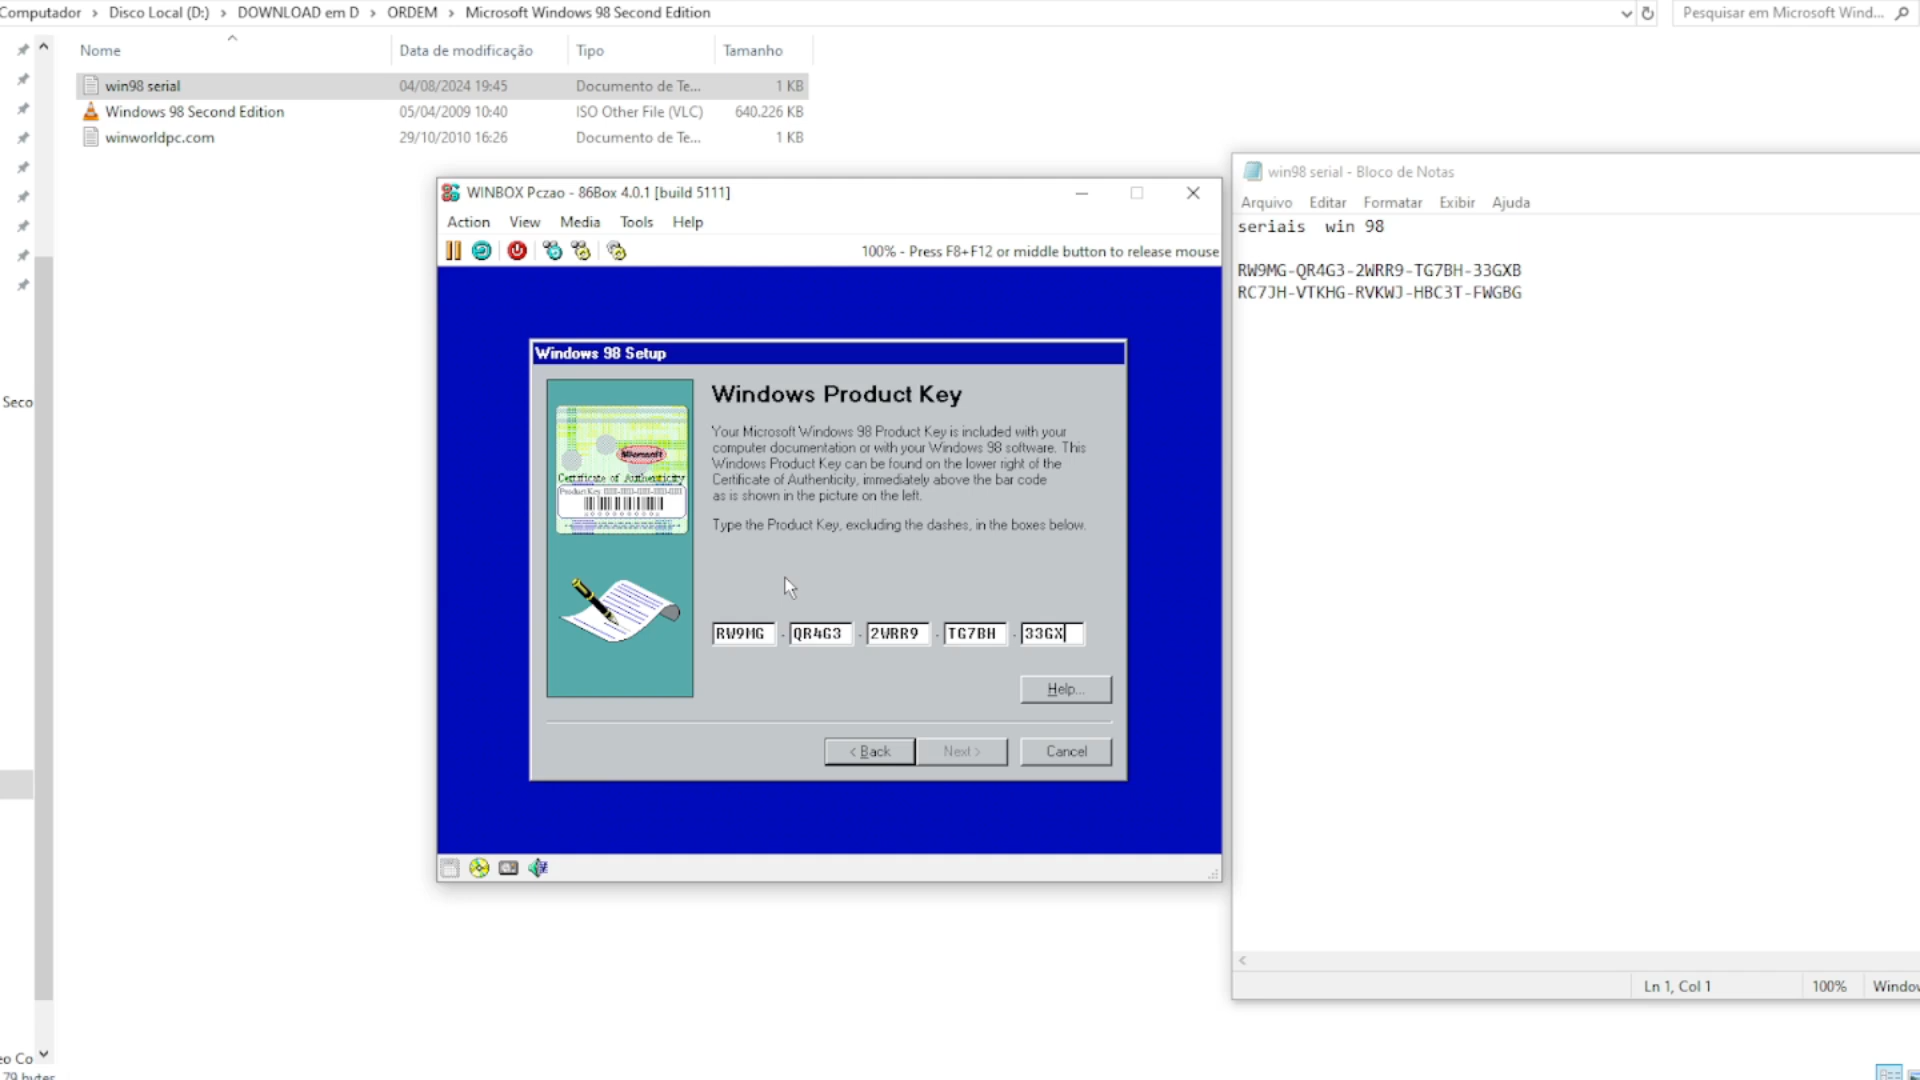 Computador > Disco Local (D:) > DOWNLOAD em D > ORDEM > Microsoft Windows 98 Second Edition
Pesquisar em Microsoft Wind...
Nome Data de modificação Tipo Tamanho
win98 serial 04/08/2024 19:45 Documento de Te... 1 KB
Windows 98 Second Edition 05/04/2009 10:40 ISO Other File (VLC) 640.226 KB
winworldpc.com 29/10/2010 16:26 Documento de Te... 1 KB
Seco
eo Co
79 bytes
WINBOX Pczao - 86Box 4.0.1 [build 5111]
Action View Media Tools Help
100% - Press F8+F12 or middle button to release mouse
Windows 98 Setup
Microsoft
Certificate of Authenticity
Windows Product Key
Your Microsoft Windows 98 Product Key is included with your
computer documentation or with your Windows 98 software. This
Windows Product Key can be found on the lower right of the
Certificate of Authenticity, immediately above the bar code
as is shown in the picture on the left.
Type the Product Key, excluding the dashes, in the boxes below.
RW9MG - QR4G3 - 2WRR9 - TG7BH - 33GX
Help...
< Back Next > Cancel
win98 serial - Bloco de Notas
Arquivo Editar Formatar Exibir Ajuda
seriais win 98
RW9MG-QR4G3-2WRR9-TG7BH-33GXB
RC7JH-VTKHG-RVKWJ-HBC3T-FWGBG
Ln 1, Col 1 100% Window